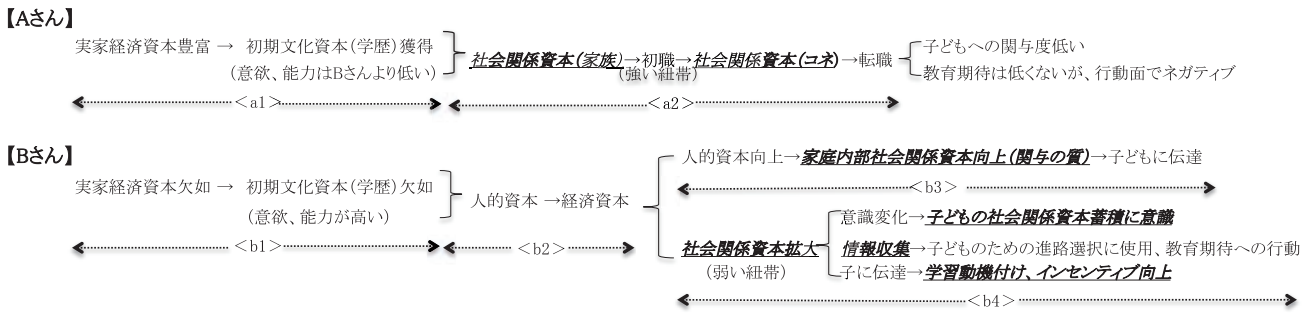 【Aさん】
子どもへの関与度低い
実家経済資本豊富 → 初期文化資本（学歴）獲得
社会関係資本（家族）→初職→社会関係資本（コネ）→転職
（意欲、能力はBさんより低い）
（強い紐帯）
教育期待は低くないが、行動面でネガティブ
＜a1＞
＜a2＞
【Bさん】
人的資本向上→家庭内部社会関係資本向上（関与の質）→子どもに伝達
実家経済資本欠如 → 初期文化資本（学歴）欠如
人的資本 →経済資本
＜b3＞
（意欲、能力が高い）
意識変化→子どもの社会関係資本蓄積に意識
＜b1＞
＜b2＞
社会関係資本拡大
情報収集→子どものための進路選択に使用、教育期待への行動
（弱い紐帯）
子に伝達→学習動機付け、インセンティブ向上
＜b4＞